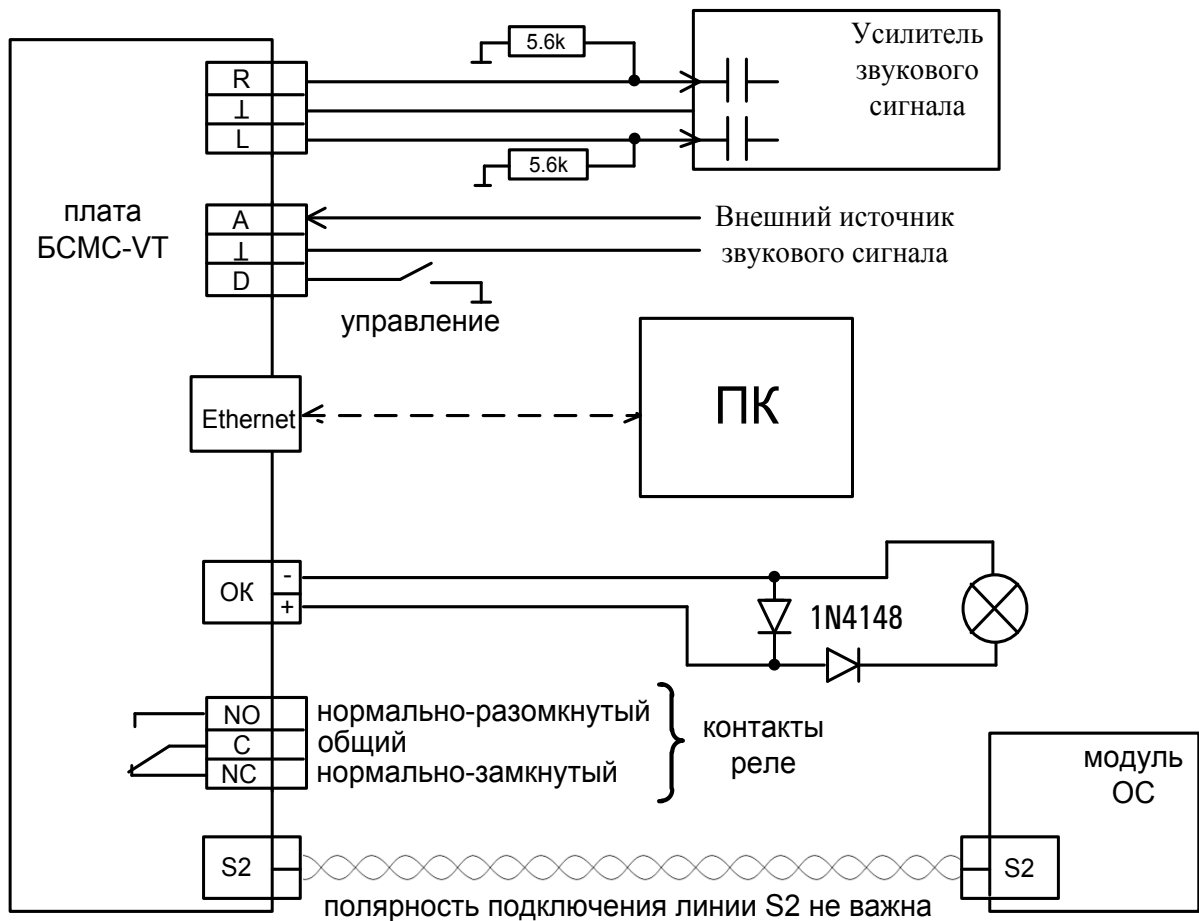 5.6k
Усилитель
звукового
сигнала
R
⊥
L
5.6k
плата
БСМС-VT
A
⊥
D
Внешний источник
звукового сигнала
управление
Ethernet
ПК
ОК
-
+
1N4148
NO
C
NC
нормально-разомкнутый
общий
нормально-замкнутый
контакты
реле
модуль
ОС
S2
S2
полярность подключения линии S2 не важна